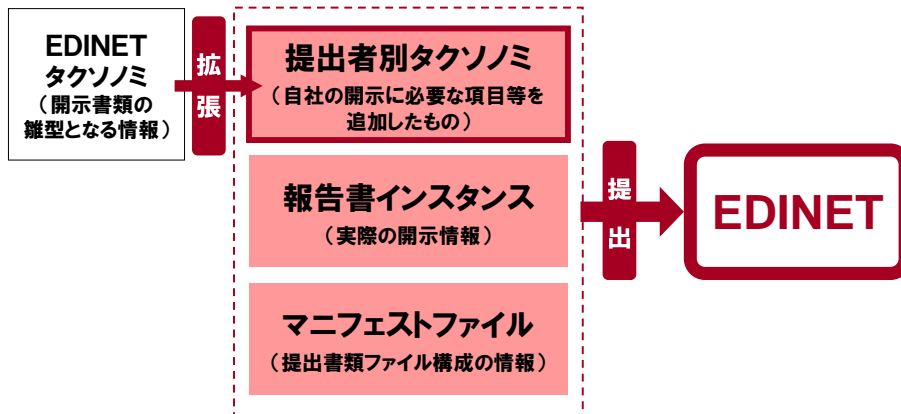 EDINET
タクソノミ
（開示書類の
雛型となる情報）
拡張
提出者別タクソノミ
（自社の開示に必要な項目等を
追加したもの）
報告書インスタンス
（実際の開示情報）
マニフェストファイル
（提出書類ファイル構成の情報）
提出
EDINET